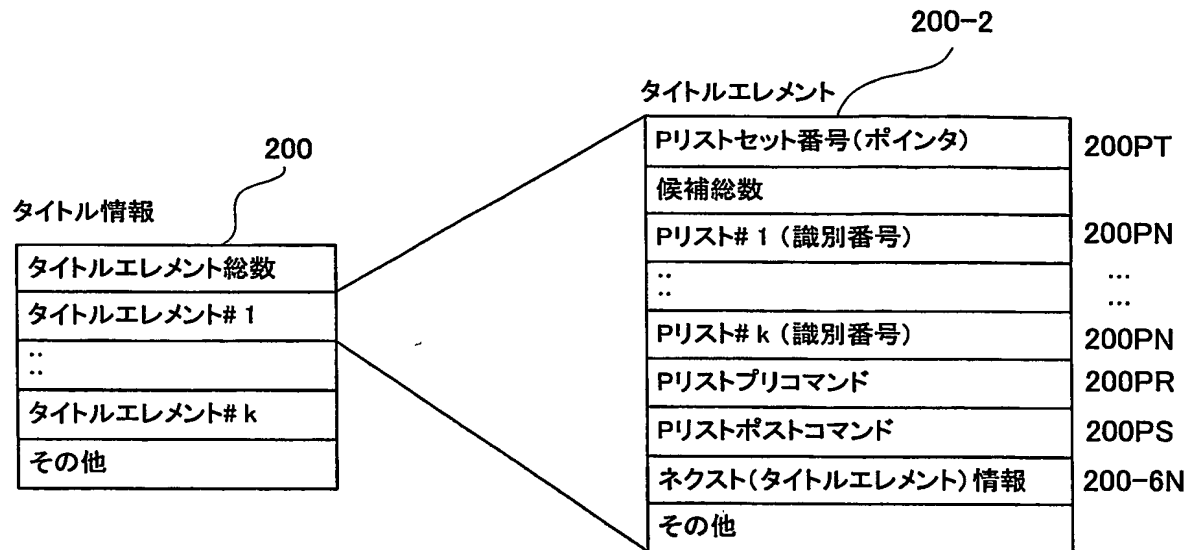 200-2
タイトルエレメント
200
タイトル情報
タイトルエレメント総数
タイトルエレメント# 1
::
タイトルエレメント# k
その他
Pリストセット番号(ポインタ) 200PT
候補総数
Pリスト# 1 (識別番号) 200PN
:: ...
...
Pリスト# k (識別番号) 200PN
Pリストプリコマンド 200PR
Pリストポストコマンド 200PS
ネクスト(タイトルエレメント)情報 200-6N
その他